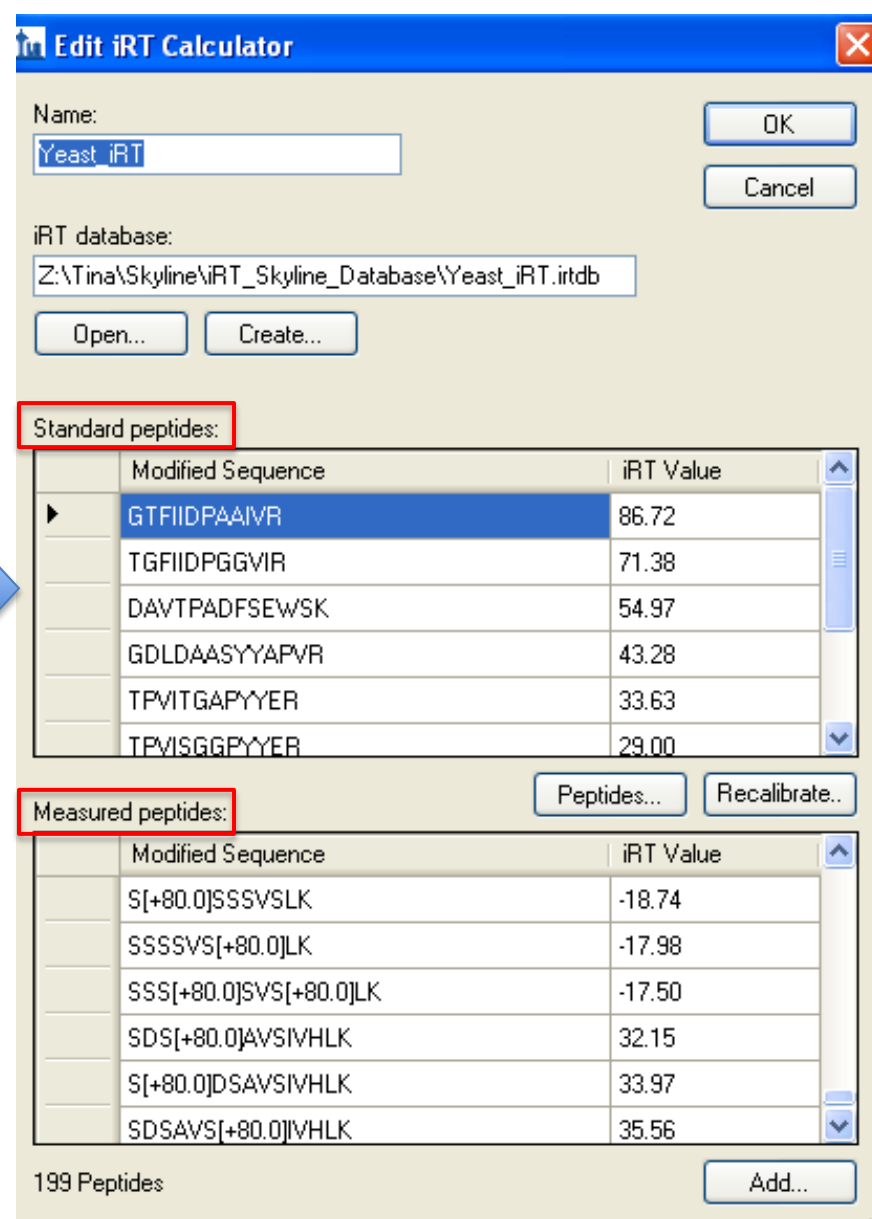 Edit iRT Calculator
Name:
OK
Yeast_iRT
Cancel
iRT database:
Z:\Tina\Skyline\iRT_Skyline_Database\Yeast_iRT.irtdb
Open... Create...
Standard peptides:
Modified Sequence iRT Value
GTFIIDPAAIVR 86.72
TGFIIDPGGVIR 71.38
DAVTPADFSEWSK 54.97
GDLDAASYYAPVR 43.28
TPVITGAPYYER 33.63
TPVISGGPYYER 29.00
Peptides... Recalibrate..
Measured peptides:
Modified Sequence iRT Value
S[+80.0]SSSVSLK -18.74
SSSSVS[+80.0]LK -17.98
SSS[+80.0]SVS[+80.0]LK -17.50
SDS[+80.0]AVSIVHLK 32.15
S[+80.0]DSAVSIVHLK 33.97
SDSAVS[+80.0]IVHLK 35.56
199 Peptides Add...